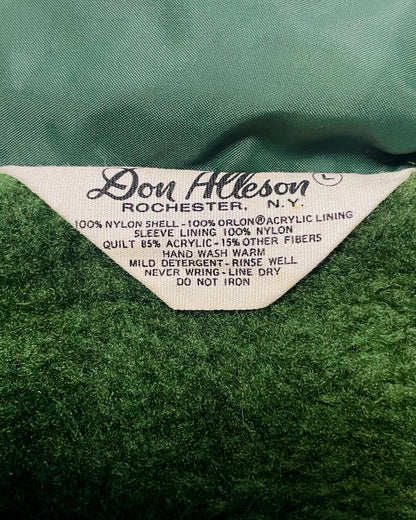 Don Alleson L
ROCHESTER, N.Y.
100% NYLON SHELL-100% ORLON® ACRYLIC LINING
SLEEVE LINING 100% NYLON
QUILT 85% ACRYLIC-15% OTHER FIBERS
HAND WASH WARM
MILD DETERGENT-RINSE WELL
NEVER WRING-LINE DRY
DO NOT IRON